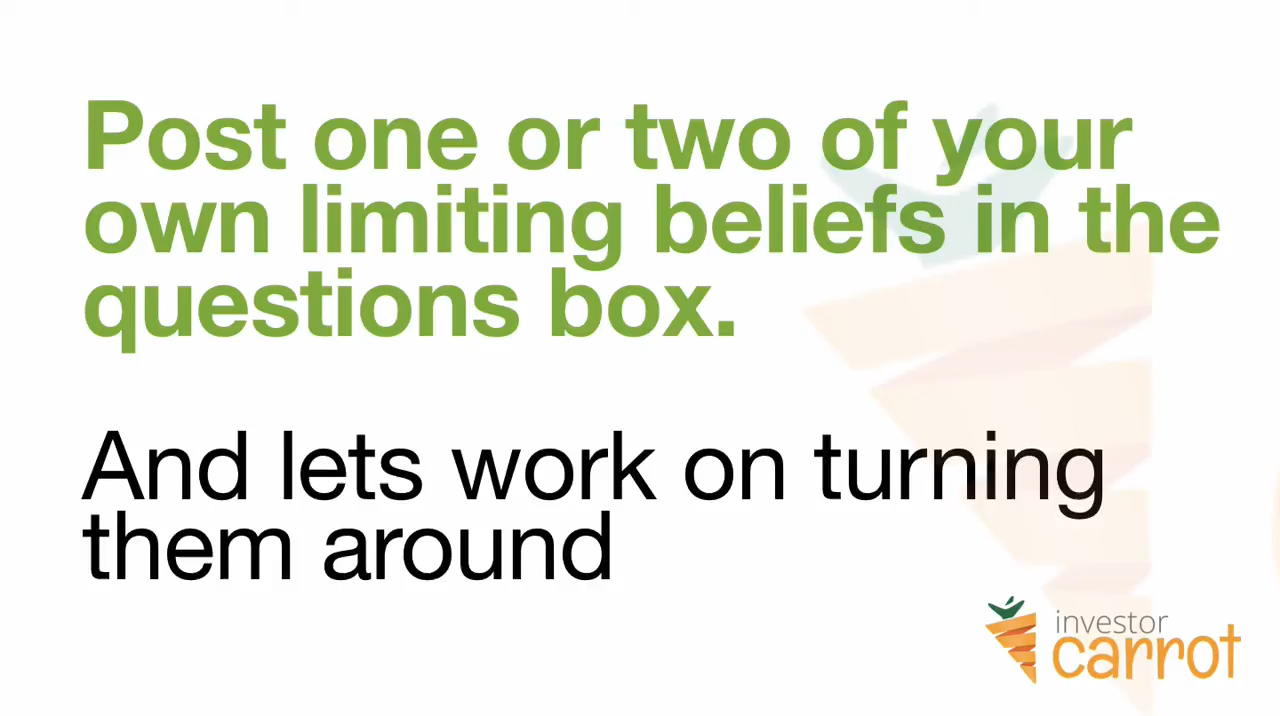 Post one or two of your
own limiting beliefs in the
questions box.
And lets work on turning
them around
investor
carrot